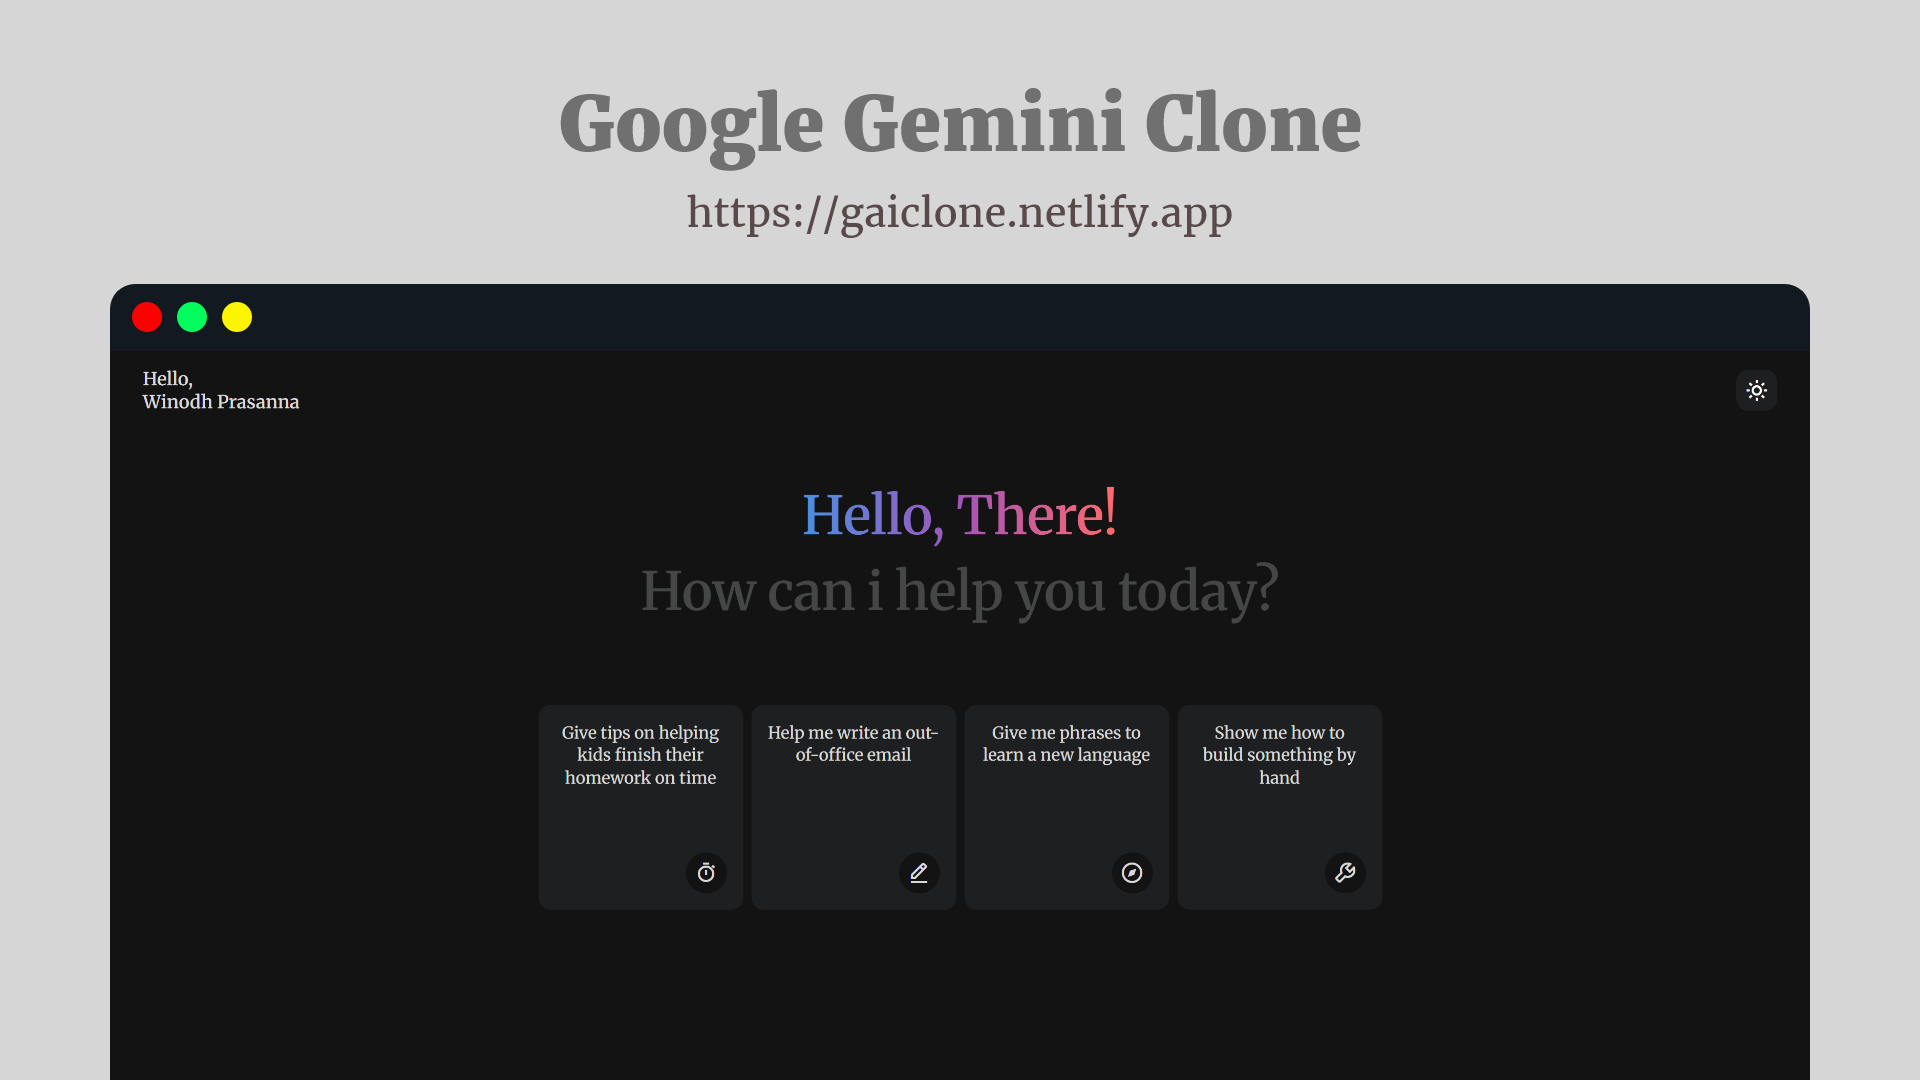 Google Gemini Clone
https://gaiclone.netlify.app
Hello,
Winodh Prasanna
Hello, There!
How can i help you today?
Give tips on helping
kids finish their
homework on time
Help me write an out-
of-office email
Give me phrases to
learn a new language
Show me how to
build something by
hand